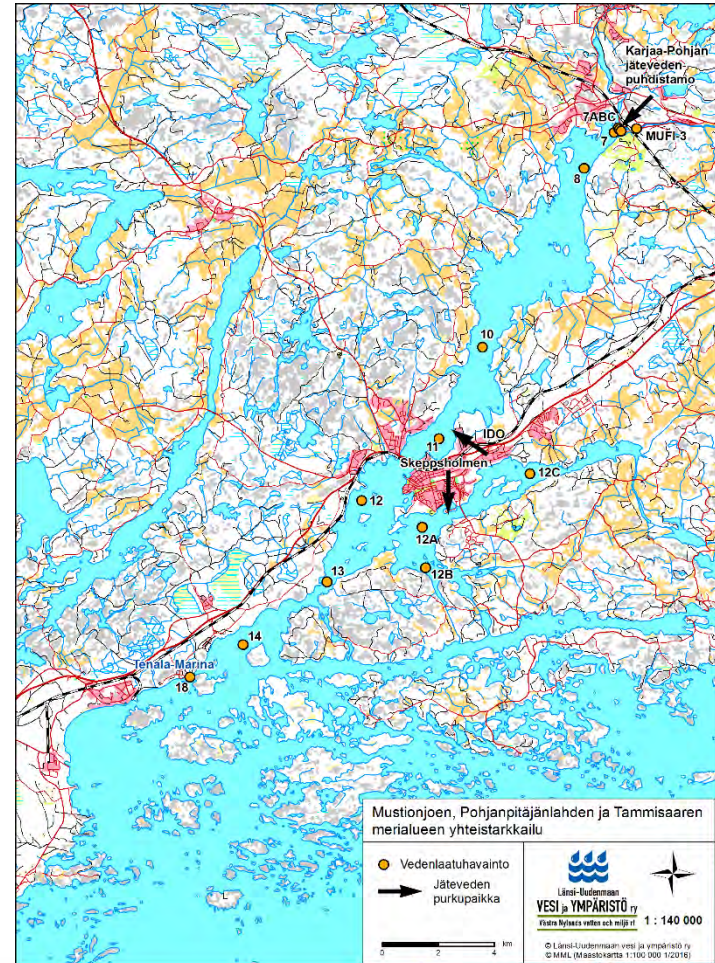 Karjaa-Pohjan
jäteveden-
puhdistamo
7ABC
7
MUFI-3
8
10
11
IDO
Skeppsholmen
12C
12
12A
12B
13
14
Tenala-Marina
18
L
Mustionjoen, Pohjanpitäjänlahden ja Tammisaaren
merialueen yhteistarkkailu
Vedenlaatuhavainto
Jäteveden
purkupaikka
0 2 4 km
Länsi-Uudenmaan
VESI ja YMPÄRISTÖ ry
Västra Nylands vatten och miljö rf
1 : 140 000
© Länsi-Uudenmaan vesi ja ympäristö ry
© MML (Maastokartta 1:100 000 1/2016)